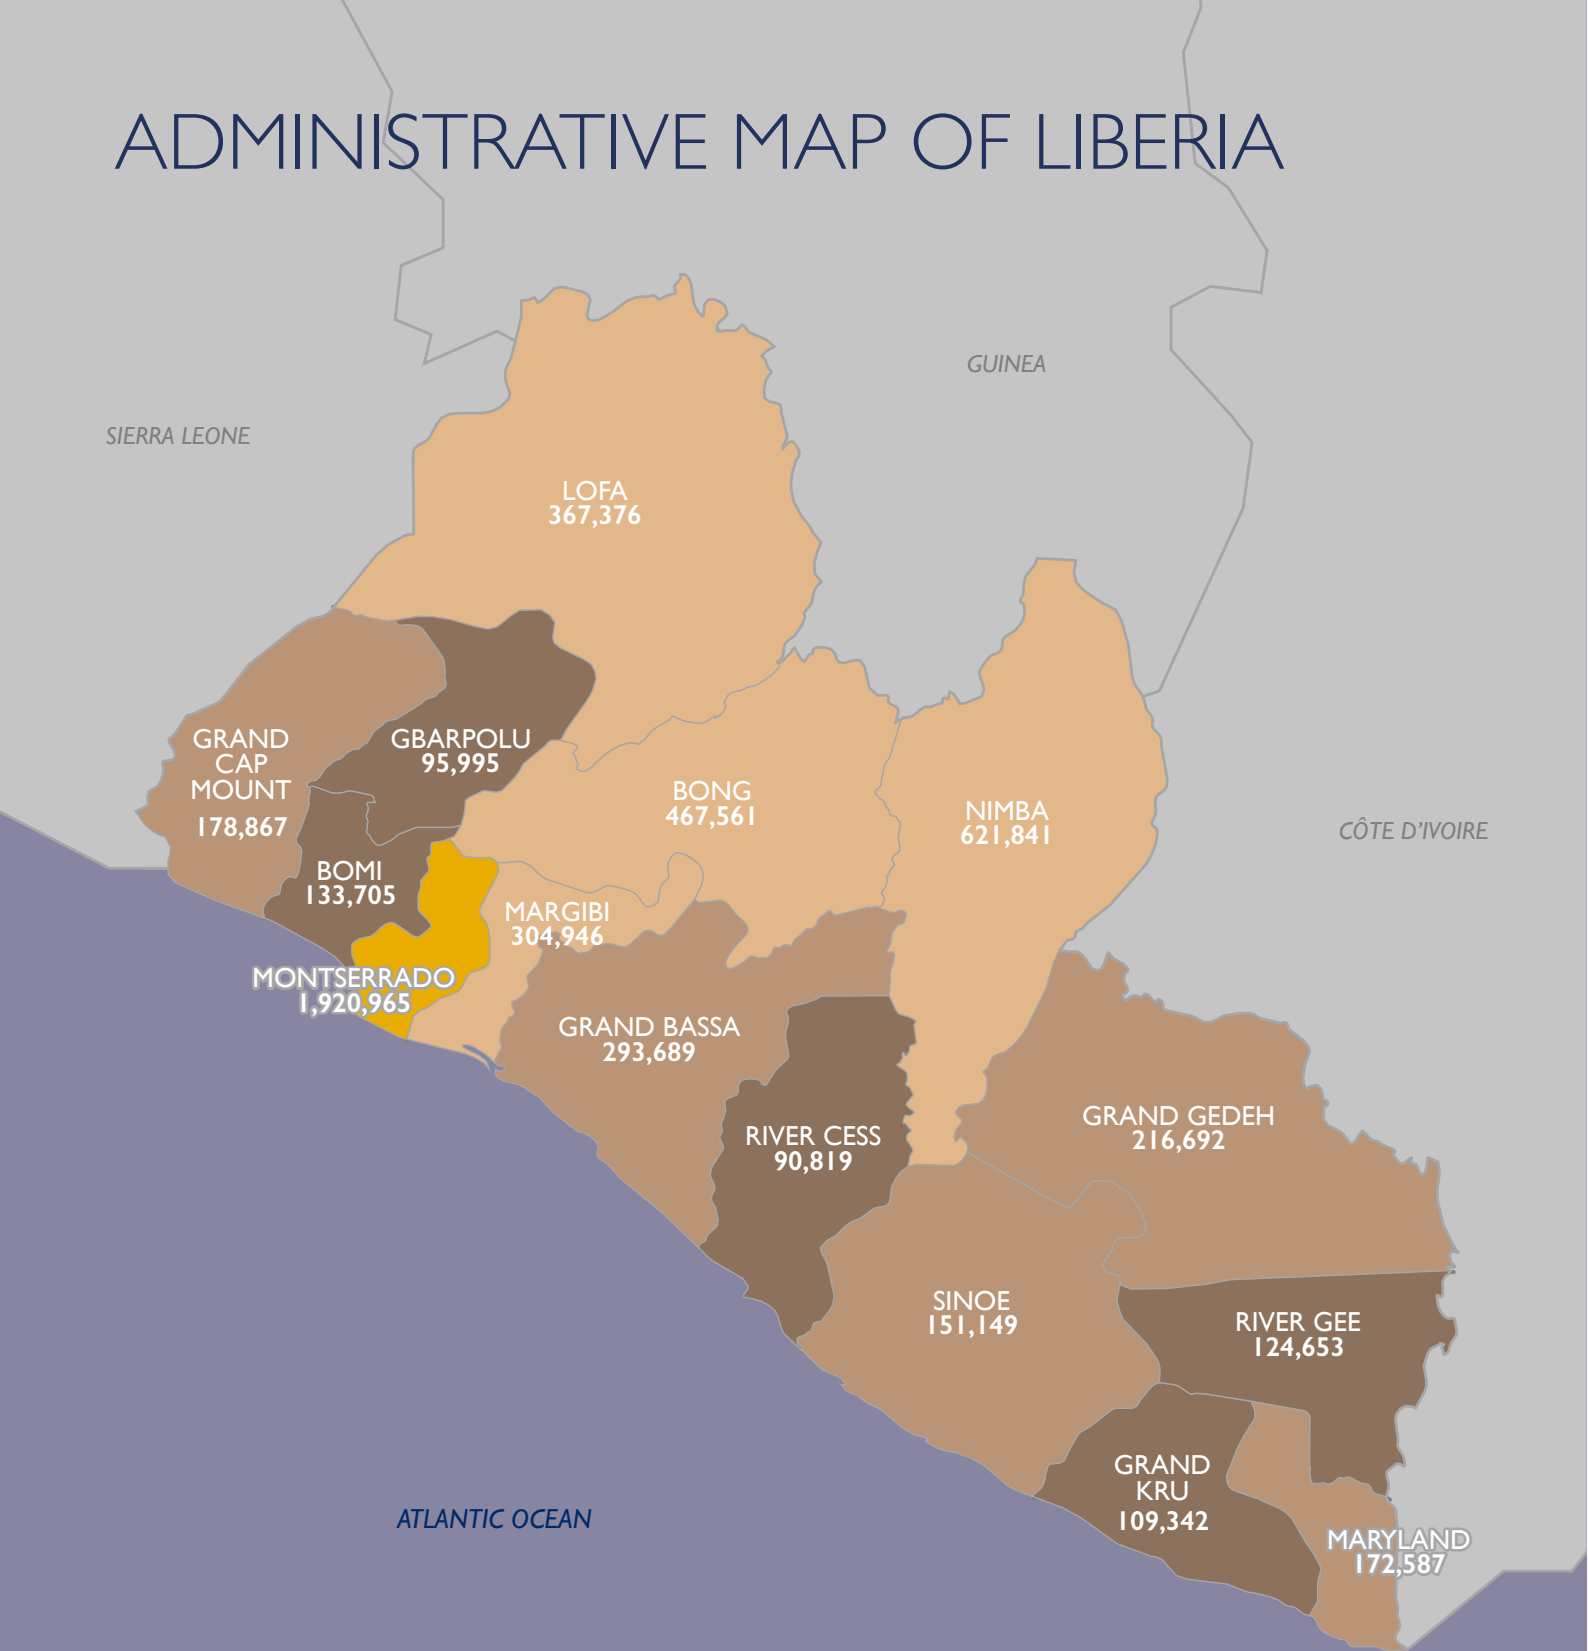 ADMINISTRATIVE MAP OF LIBERIA
GUINEA
SIERRA LEONE
LOFA
367,376
GRAND
CAP
MOUNT
178,867
GBARPOLU
95,995
BONG
467,561
NIMBA
621,841
CÔTE D'IVOIRE
BOMI
133,705
MARGIBI
304,946
MONTSERRADO
1,920,965
GRAND BASSA
293,689
GRAND GEDEH
216,692
RIVER CESS
90,819
SINOE
151,149
RIVER GEE
124,653
GRAND
KRU
109,342
ATLANTIC OCEAN
MARYLAND
172,587